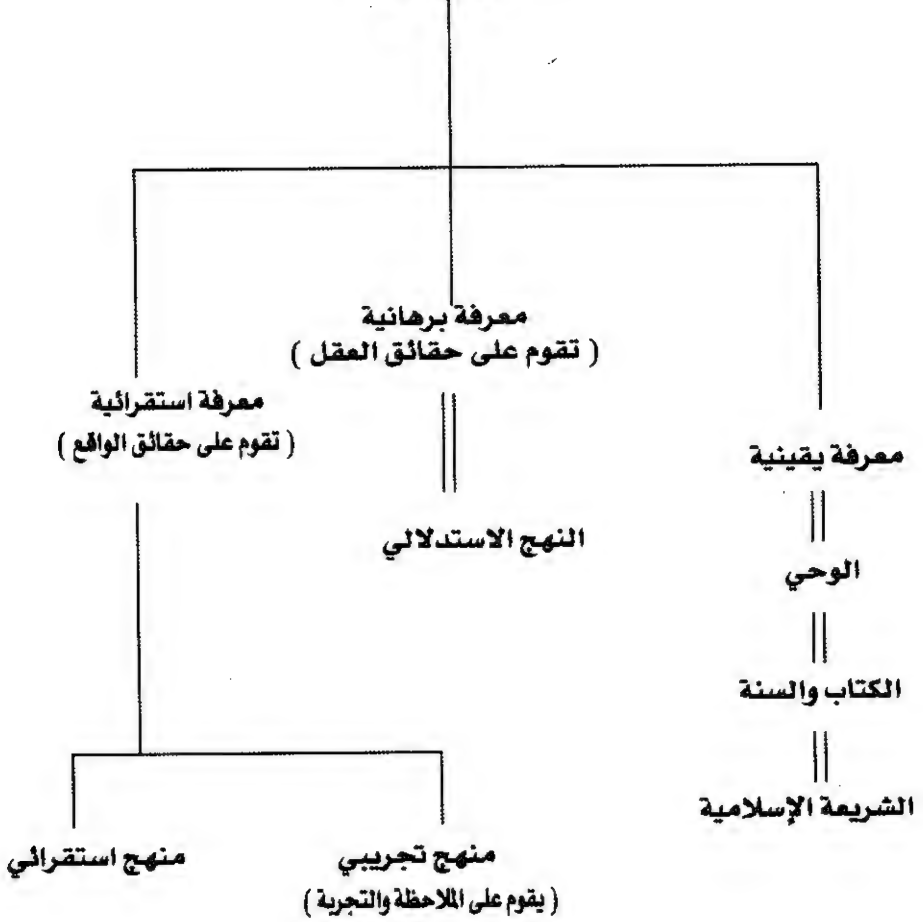 معرفة برهانية
( تقوم على حقائق العقل )
معرفة استقرائية
( تقوم على حقائق الواقع )
معرفة يقينية
النهج الاستدلالي
الوحي
الكتاب والسنة
الشريعة الإسلامية
منهج تجريبي
( يقوم على الملاحظة والتجربة )
منهج استقرائي